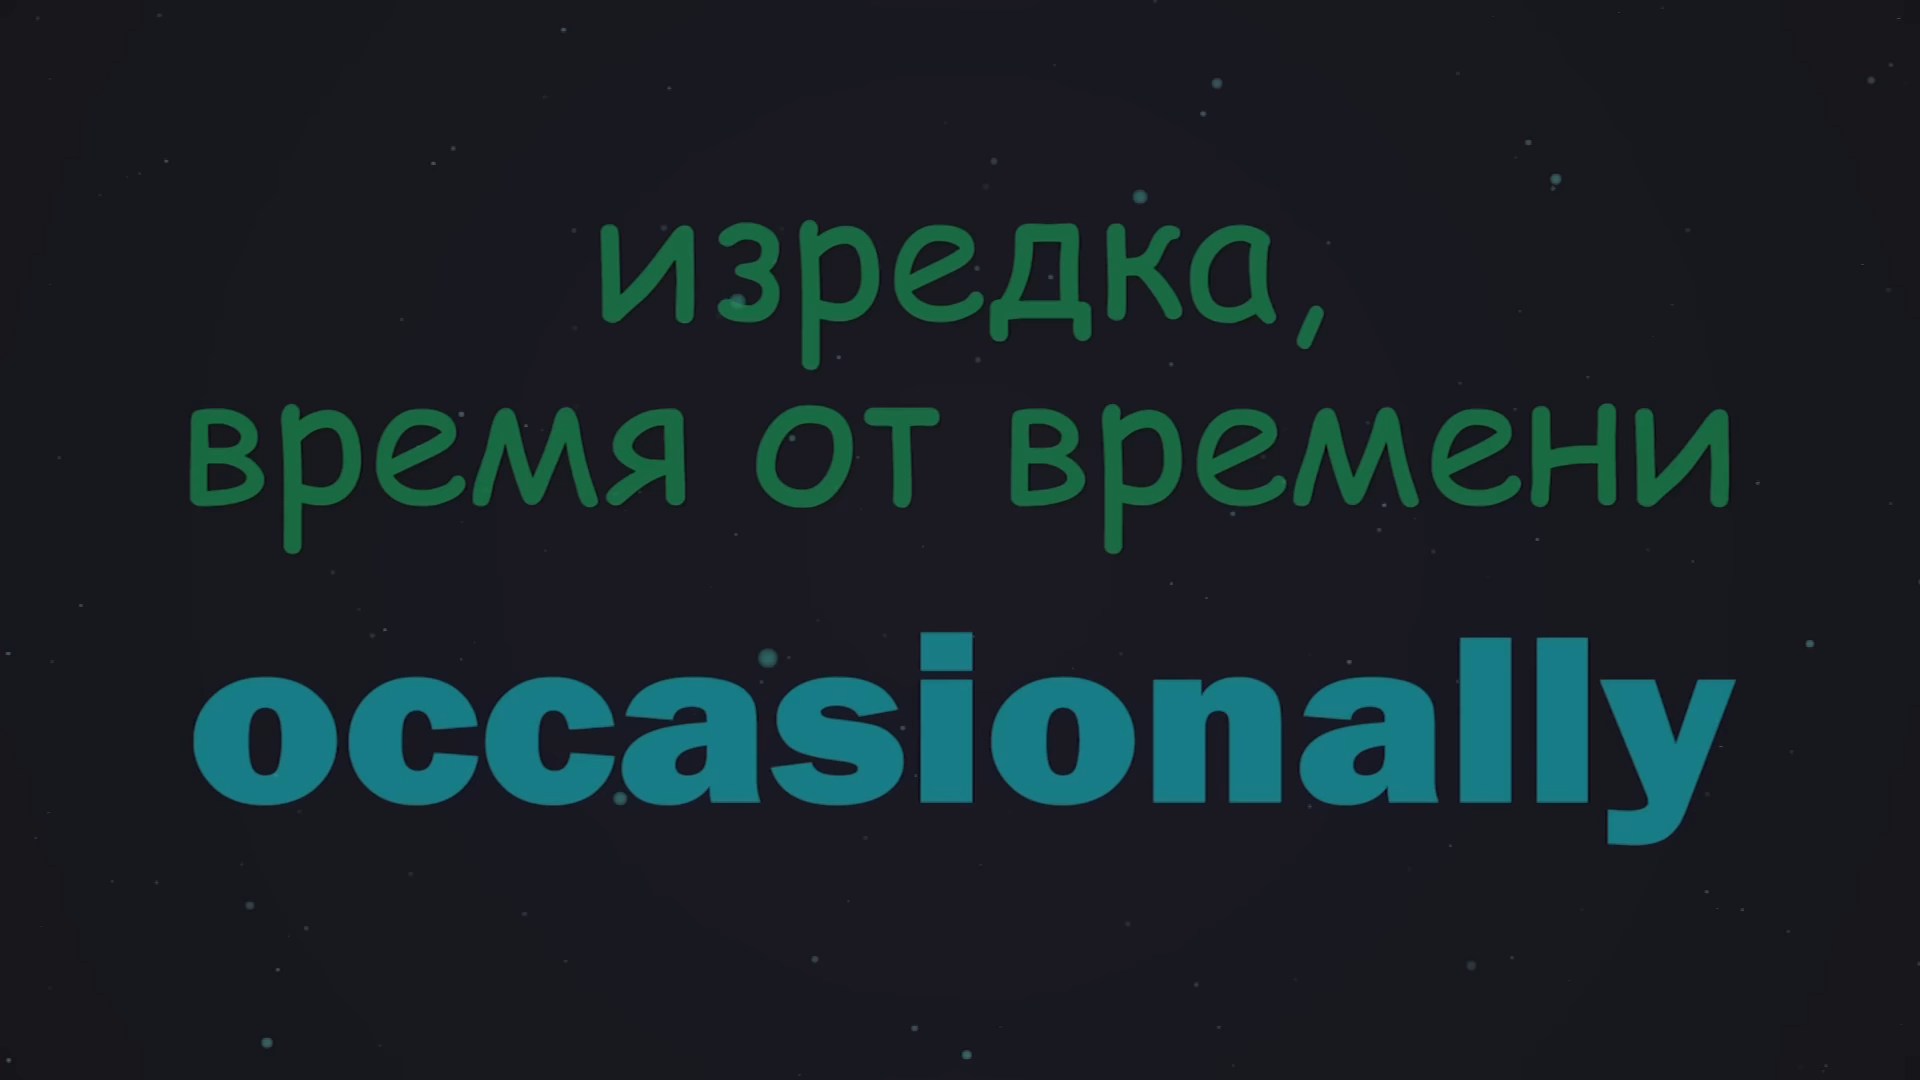 изредка,
время от времени
occasionally